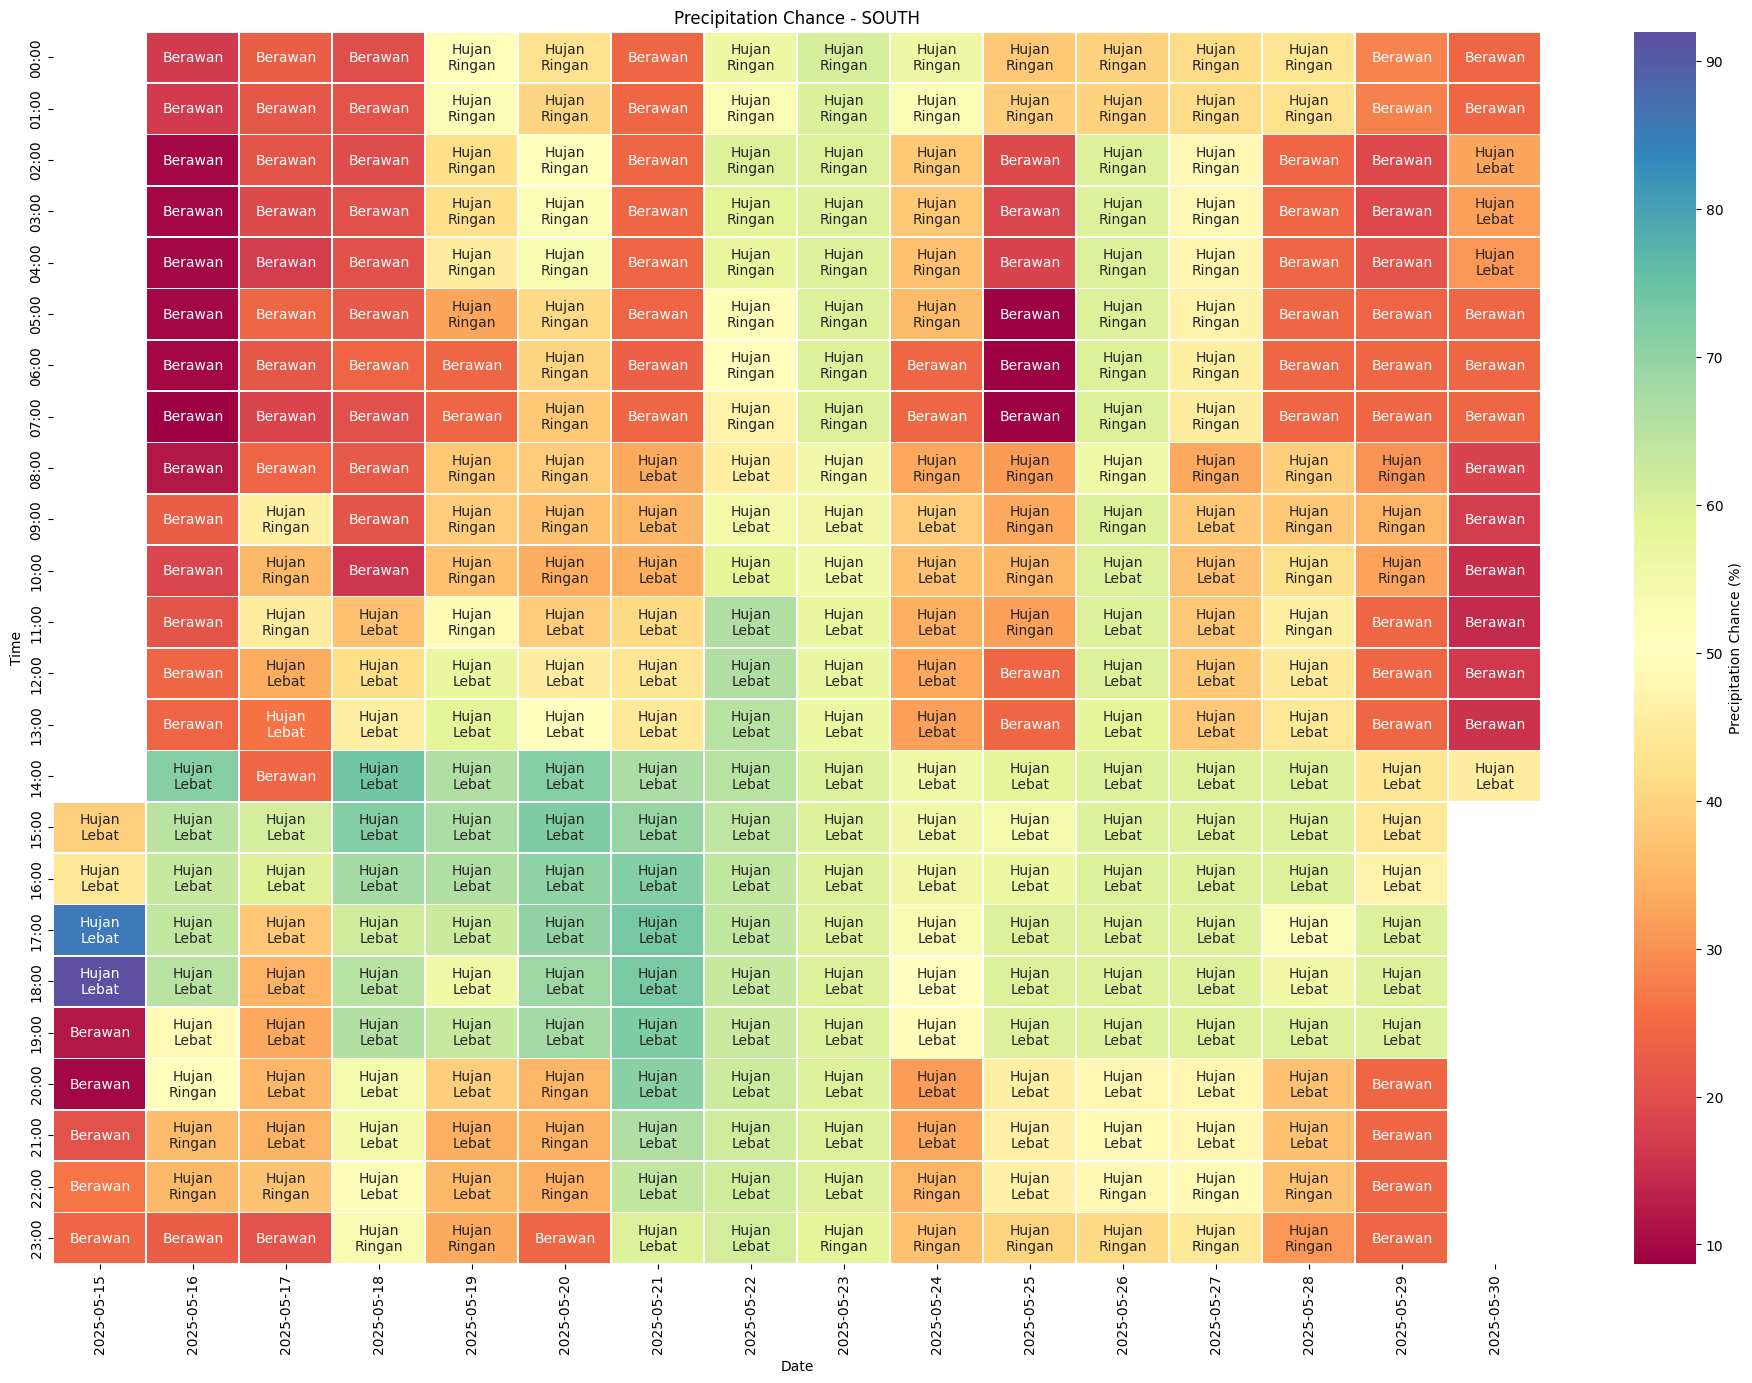 Precipitation Chance - SOUTH
00:00 Berawan Berawan Berawan Hujan Ringan Hujan Ringan Berawan Hujan Ringan Hujan Ringan Hujan Ringan Hujan Ringan Hujan Ringan Hujan Ringan Hujan Ringan Berawan Berawan
01:00 Berawan Berawan Berawan Hujan Ringan Hujan Ringan Berawan Hujan Ringan Hujan Ringan Hujan Ringan Hujan Ringan Hujan Ringan Hujan Ringan Hujan Ringan Berawan Berawan
02:00 Berawan Berawan Berawan Hujan Ringan Hujan Ringan Berawan Hujan Ringan Hujan Ringan Hujan Ringan Berawan Hujan Ringan Hujan Ringan Berawan Berawan Hujan Lebat
03:00 Berawan Berawan Berawan Hujan Ringan Hujan Ringan Berawan Hujan Ringan Hujan Ringan Hujan Ringan Berawan Hujan Ringan Hujan Ringan Berawan Berawan Hujan Lebat
04:00 Berawan Berawan Berawan Hujan Ringan Hujan Ringan Berawan Hujan Ringan Hujan Ringan Hujan Ringan Berawan Hujan Ringan Hujan Ringan Berawan Berawan Hujan Lebat
05:00 Berawan Berawan Berawan Hujan Ringan Hujan Ringan Berawan Hujan Ringan Hujan Ringan Hujan Ringan Berawan Hujan Ringan Hujan Ringan Berawan Berawan Berawan
06:00 Berawan Berawan Berawan Berawan Hujan Ringan Berawan Hujan Ringan Hujan Ringan Berawan Berawan Hujan Ringan Hujan Ringan Berawan Berawan Berawan
07:00 Berawan Berawan Berawan Berawan Hujan Ringan Berawan Hujan Ringan Hujan Ringan Berawan Berawan Hujan Ringan Hujan Ringan Berawan Berawan Berawan
08:00 Berawan Berawan Berawan Hujan Ringan Hujan Ringan Hujan Lebat Hujan Lebat Hujan Ringan Hujan Ringan Hujan Ringan Hujan Ringan Hujan Ringan Hujan Ringan Hujan Ringan Berawan
09:00 Berawan Hujan Ringan Berawan Hujan Ringan Hujan Ringan Hujan Lebat Hujan Lebat Hujan Lebat Hujan Lebat Hujan Ringan Hujan Ringan Hujan Lebat Hujan Ringan Hujan Ringan Berawan
10:00 Berawan Hujan Ringan Berawan Hujan Ringan Hujan Ringan Hujan Lebat Hujan Lebat Hujan Lebat Hujan Lebat Hujan Ringan Hujan Lebat Hujan Lebat Hujan Ringan Hujan Ringan Berawan
11:00 Berawan Hujan Ringan Hujan Lebat Hujan Ringan Hujan Lebat Hujan Lebat Hujan Lebat Hujan Lebat Hujan Lebat Hujan Ringan Hujan Lebat Hujan Lebat Hujan Ringan Berawan Berawan
12:00 Berawan Hujan Lebat Hujan Lebat Hujan Lebat Hujan Lebat Hujan Lebat Hujan Lebat Hujan Lebat Hujan Lebat Berawan Hujan Lebat Hujan Lebat Hujan Lebat Berawan Berawan
13:00 Berawan Hujan Lebat Hujan Lebat Hujan Lebat Hujan Lebat Hujan Lebat Hujan Lebat Hujan Lebat Hujan Lebat Berawan Hujan Lebat Hujan Lebat Hujan Lebat Berawan Berawan
14:00 Hujan Lebat Berawan Hujan Lebat Hujan Lebat Hujan Lebat Hujan Lebat Hujan Lebat Hujan Lebat Hujan Lebat Hujan Lebat Hujan Lebat Hujan Lebat Hujan Lebat Hujan Lebat Hujan Lebat
15:00 Hujan Lebat Hujan Lebat Hujan Lebat Hujan Lebat Hujan Lebat Hujan Lebat Hujan Lebat Hujan Lebat Hujan Lebat Hujan Lebat Hujan Lebat Hujan Lebat Hujan Lebat Hujan Lebat Hujan Lebat
16:00 Hujan Lebat Hujan Lebat Hujan Lebat Hujan Lebat Hujan Lebat Hujan Lebat Hujan Lebat Hujan Lebat Hujan Lebat Hujan Lebat Hujan Lebat Hujan Lebat Hujan Lebat Hujan Lebat Hujan Lebat
17:00 Hujan Lebat Hujan Lebat Hujan Lebat Hujan Lebat Hujan Lebat Hujan Lebat Hujan Lebat Hujan Lebat Hujan Lebat Hujan Lebat Hujan Lebat Hujan Lebat Hujan Lebat Hujan Lebat Hujan Lebat
18:00 Hujan Lebat Hujan Lebat Hujan Lebat Hujan Lebat Hujan Lebat Hujan Lebat Hujan Lebat Hujan Lebat Hujan Lebat Hujan Lebat Hujan Lebat Hujan Lebat Hujan Lebat Hujan Lebat Hujan Lebat
19:00 Berawan Hujan Lebat Hujan Lebat Hujan Lebat Hujan Lebat Hujan Lebat Hujan Lebat Hujan Lebat Hujan Lebat Hujan Lebat Hujan Lebat Hujan Lebat Hujan Lebat Hujan Lebat Hujan Lebat
20:00 Berawan Hujan Ringan Hujan Lebat Hujan Lebat Hujan Lebat Hujan Ringan Hujan Lebat Hujan Lebat Hujan Lebat Hujan Lebat Hujan Lebat Hujan Lebat Hujan Lebat Hujan Lebat Berawan
21:00 Berawan Hujan Ringan Hujan Lebat Hujan Lebat Hujan Lebat Hujan Ringan Hujan Lebat Hujan Lebat Hujan Lebat Hujan Lebat Hujan Lebat Hujan Lebat Hujan Lebat Hujan Lebat Berawan
22:00 Berawan Hujan Ringan Hujan Ringan Hujan Lebat Hujan Lebat Hujan Ringan Hujan Lebat Hujan Lebat Hujan Lebat Hujan Ringan Hujan Lebat Hujan Ringan Hujan Ringan Hujan Ringan Berawan
23:00 Berawan Berawan Berawan Hujan Ringan Hujan Ringan Berawan Hujan Lebat Hujan Lebat Hujan Ringan Hujan Ringan Hujan Ringan Hujan Ringan Hujan Ringan Hujan Ringan Berawan
Time
2025-05-15 2025-05-16 2025-05-17 2025-05-18 2025-05-19 2025-05-20 2025-05-21 2025-05-22 2025-05-23 2025-05-24 2025-05-25 2025-05-26 2025-05-27 2025-05-28 2025-05-29 2025-05-30
Date
90
80
70
60
50
40
30
20
10
Precipitation Chance (%)